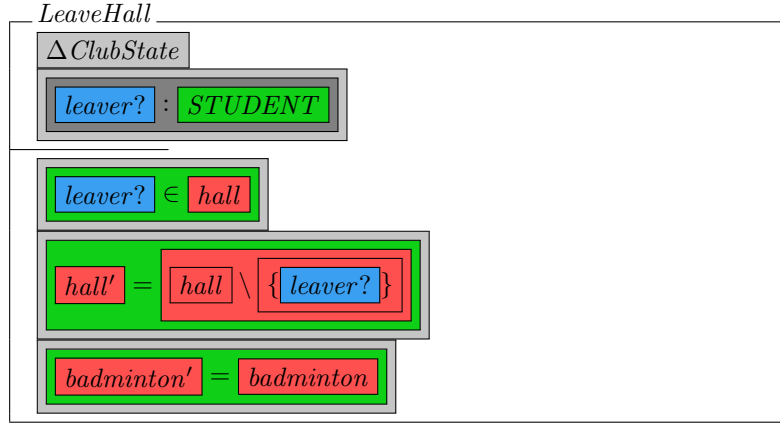 LeaveHall
ΔClubState
leaver? : STUDENT
leaver? ∈ hall
hall′ = hall \ {leaver?}
badminton′ = badminton